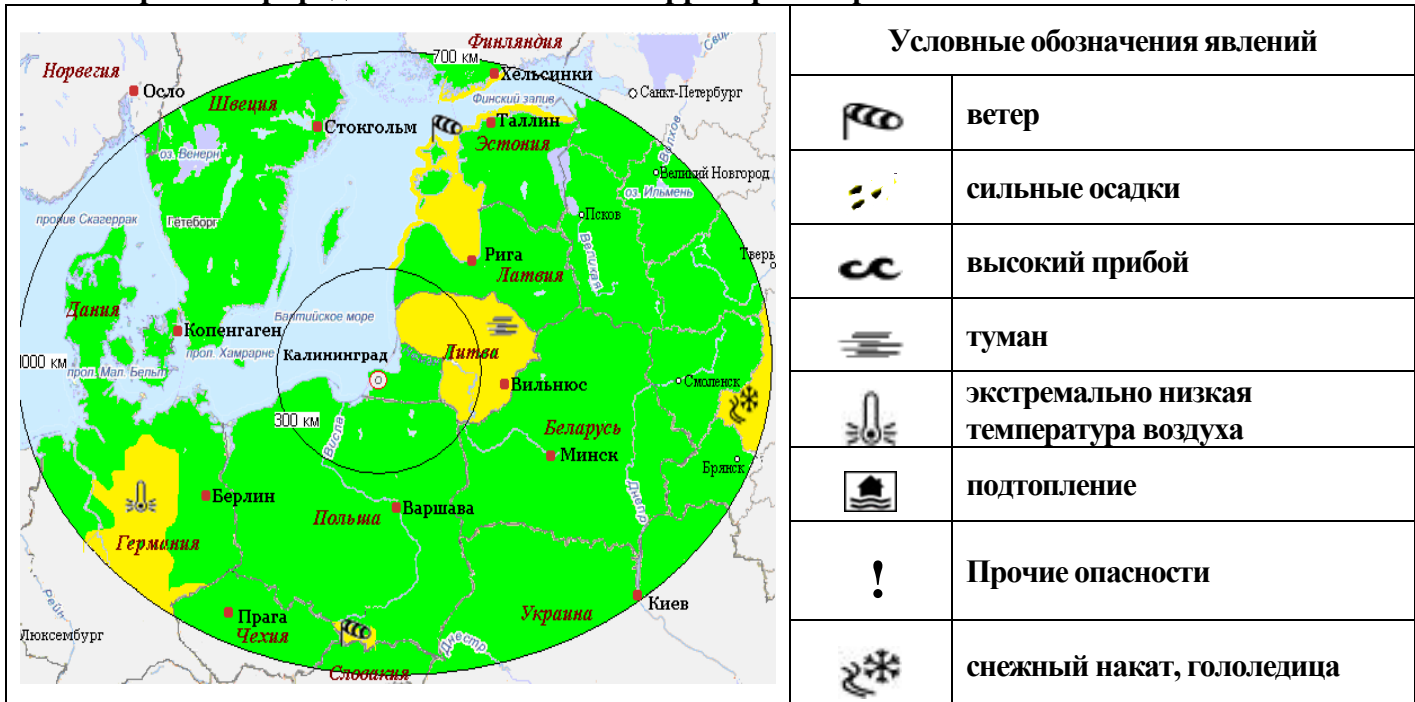 Финляндия
700 км
Норвегия
Хельсинки
Осло
Санкт-Петербург
Швеция
Финский залив
Стокгольм
Таллин
Эстония
Волхов
оз. Венерн
Великий Новгород
оз. Ильмень
пролив Скагеррак
Гётеборг
Псков
Рига
Великая
Тверь
Латвия
Дания
Балтийское море
Копенгаген
прол. Хамрарне
Калининград
Литва
000 км
прол. Мал. Бельт
Вильнюс
Смоленск
300 км
Висла
Беларусь
Минск
Брянск
Берлин
Варшава
Днепр
Польша
Германия
Рейн
Киев
Прага
Украина
Люксембург
Чехия
Днестр
Словакия
Условные обозначения явлений
ветер
сильные осадки
высокий прибой
туман
экстремально низкая
температура воздуха
подтопление
!
Прочие опасности
снежный накат, гололедица